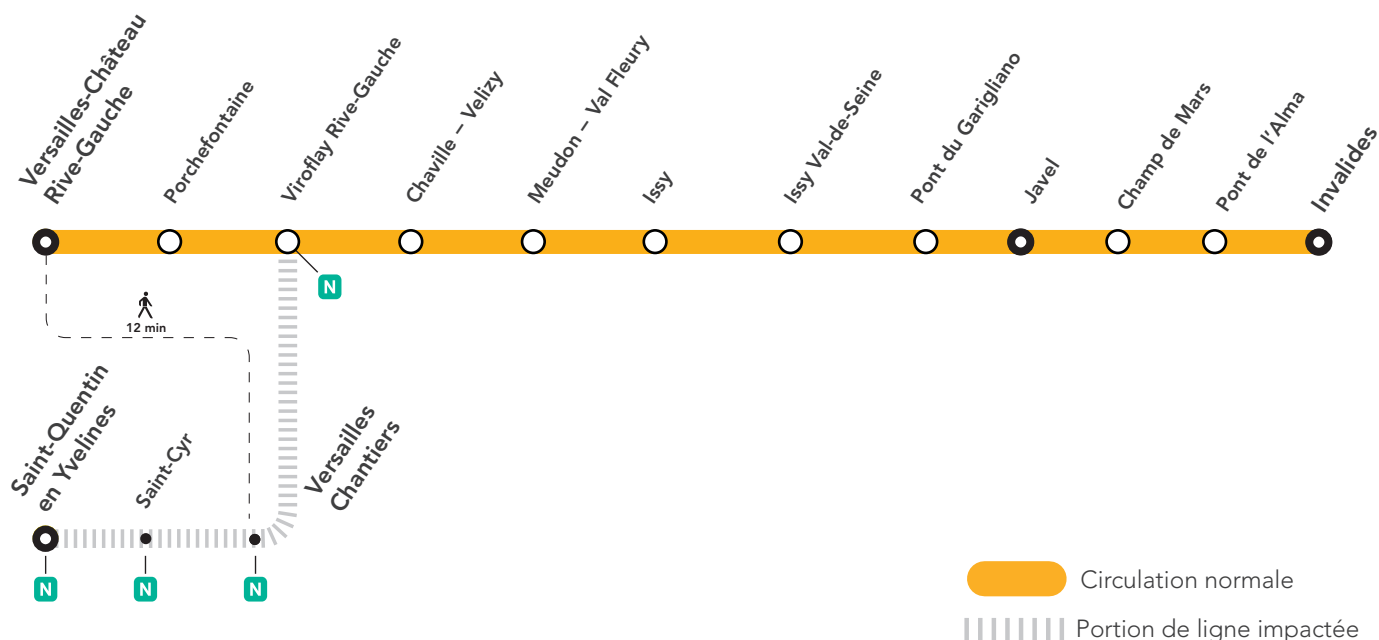 Versailles-Château
Rive-Gauche
Porchefontaine
Viroflay Rive-Gauche
Chaville – Velizy
Meudon – Val Fleury
Issy
Issy Val-de-Seine
Pont du Garigliano
Javel
Champ de Mars
Pont de l'Alma
Invalides
N
12 min
Saint-Quentin
en Yvelines
Saint-Cyr
Versailles
Chantiers
N
N
N
Circulation normale
Portion de ligne impactée